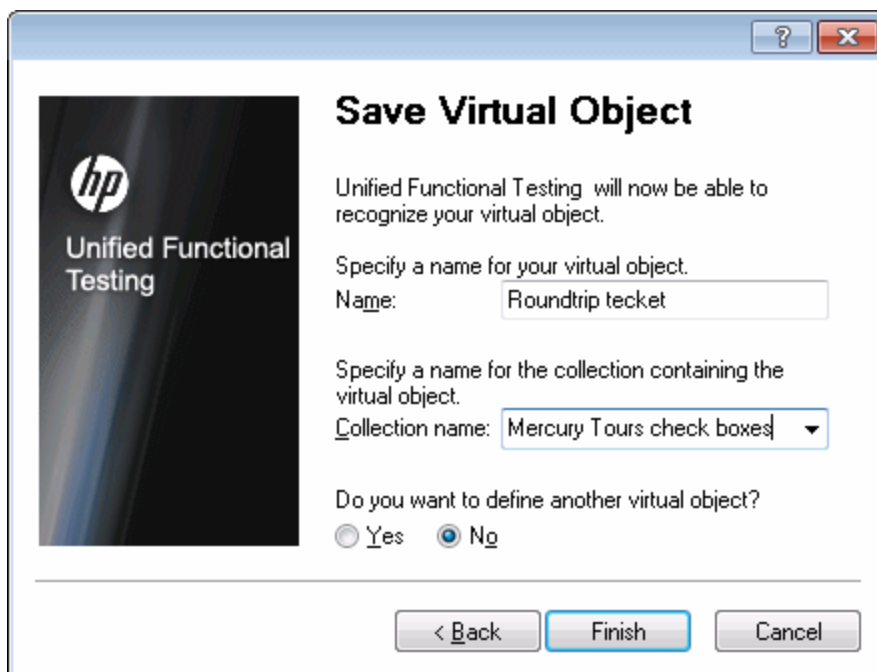 Save Virtual Object
hp
Unified Functional
Testing
Unified Functional Testing will now be able to
recognize your virtual object.
Specify a name for your virtual object.
Name: Roundtrip tecket
Specify a name for the collection containing the
virtual object.
Collection name: Mercury Tours check boxes
Do you want to define another virtual object?
Yes No
< Back Finish Cancel